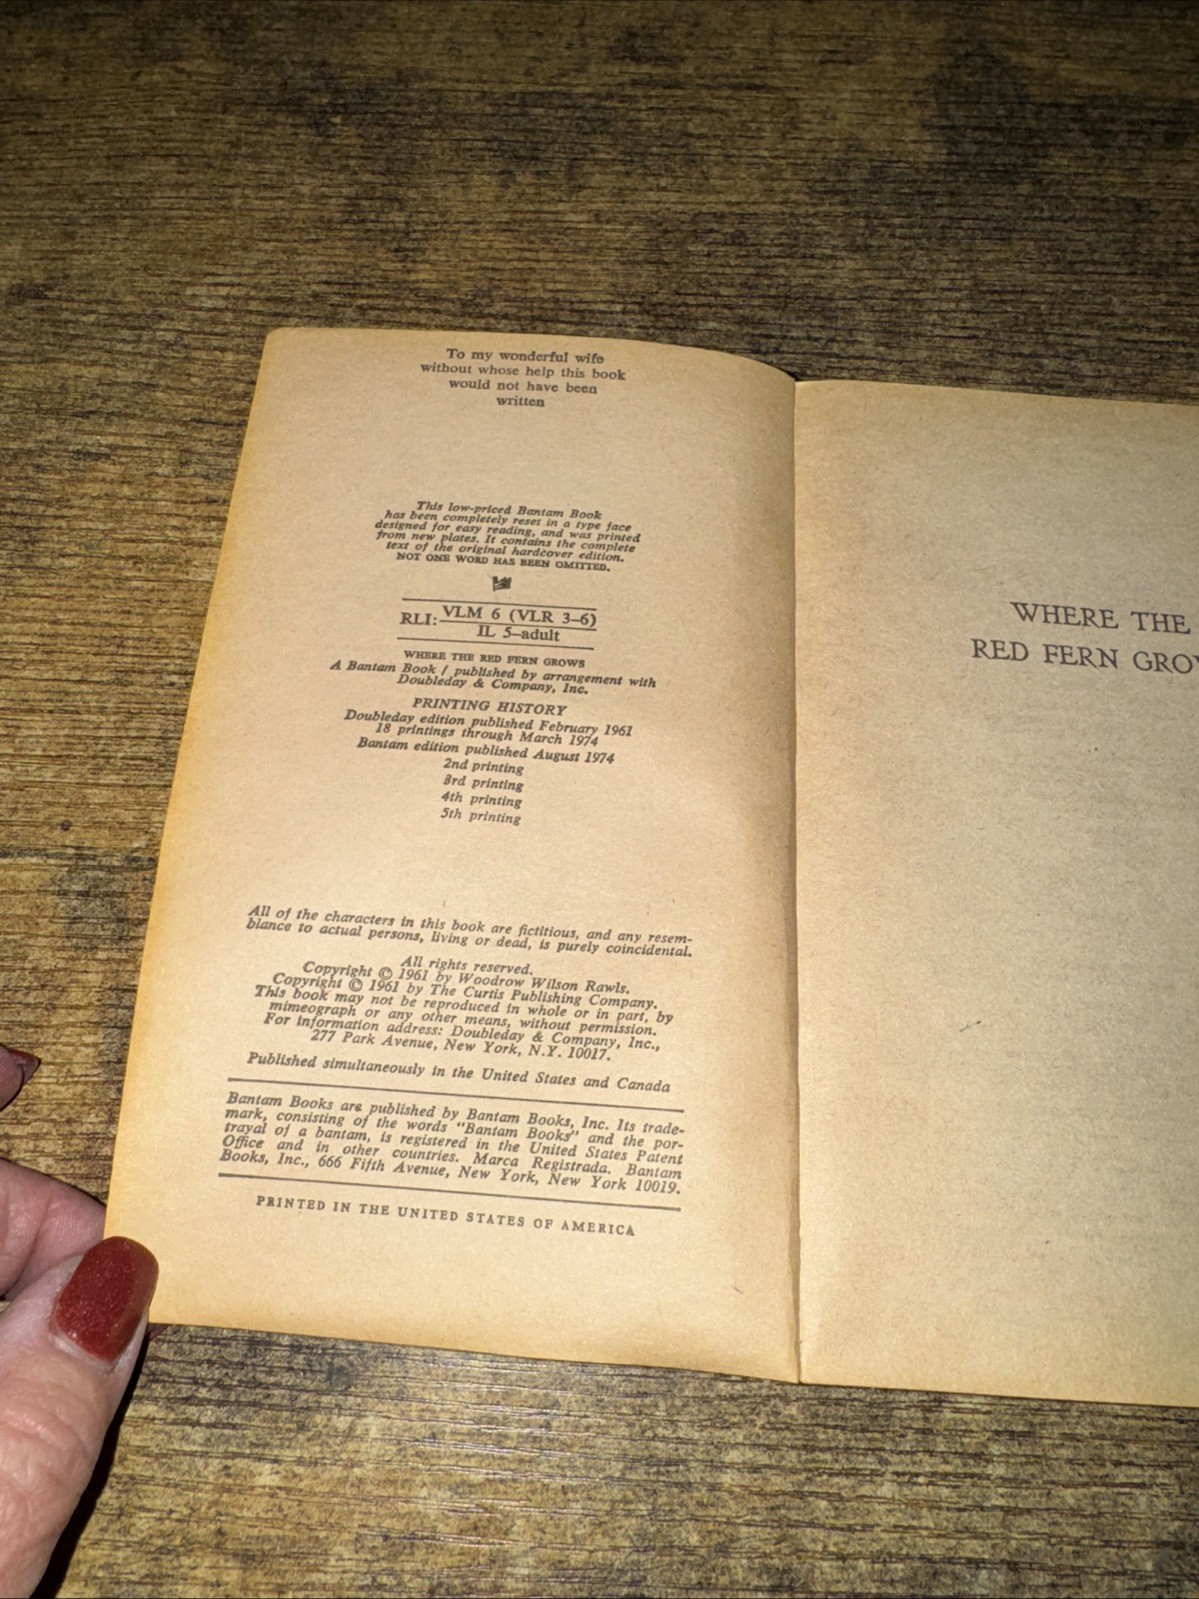 To my wonderful wife
without whose help this book
would not have been
written
This low-priced Bantam Book
has been completely reset in a type face
designed for easy reading, and was printed
from new plates. It contains the complete
text of the original hardcover edition.
NOT ONE WORD HAS BEEN OMITTED.
RLI: VLM 6 (VLR 3–6)
IL 5–adult
WHERE THE RED FERN GROWS
A Bantam Book / published by arrangement with
Doubleday & Company, Inc.
PRINTING HISTORY
Doubleday edition published February 1961
18 printings through March 1974
Bantam edition published August 1974
2nd printing
3rd printing
4th printing
5th printing
All of the characters in this book are fictitious, and any resem-
blance to actual persons, living or dead, is purely coincidental.
All rights reserved.
Copyright © 1961 by Woodrow Wilson Rawls.
Copyright © 1961 by The Curtis Publishing Company.
This book may not be reproduced in whole or in part, by
mimeograph or any other means, without permission.
For information address: Doubleday & Company, Inc.,
277 Park Avenue, New York, N.Y. 10017.
Published simultaneously in the United States and Canada
Bantam Books are published by Bantam Books, Inc. Its trade-
mark, consisting of the words "Bantam Books" and the por-
trayal of a bantam, is registered in the United States Patent
Office and in other countries. Marca Registrada. Bantam
Books, Inc., 666 Fifth Avenue, New York, New York 10019.
PRINTED IN THE UNITED STATES OF AMERICA
WHERE THE
RED FERN GROW